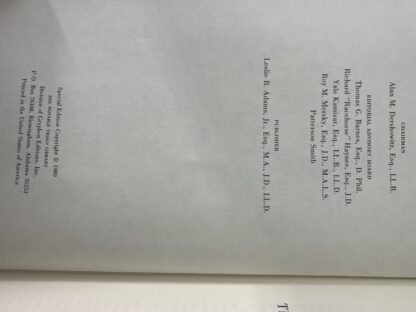 CHAIRMAN
Alan M. Dershowitz, Esq., LL.B.
EDITORIAL ADVISORY BOARD
Thomas G. Barnes, Esq., D. Phil.
Richard "Racehorse" Haynes, Esq., J.D.
Yale Kamisar, Esq., LL.B., LL.D.
Roy M. Mersky, Esq., J.D., M.A.L.S.
Patterson Smith
PUBLISHER
Leslie B. Adams, Jr., Esq., M.A., J.D., LL.D.
Special Edition Copyright © 1989
THE NOTABLE TRIALS LIBRARY
Division of Gryphon Editions, Inc.
P.O. Box 76108, Birmingham, Alabama 35253
Printed in the United States of America